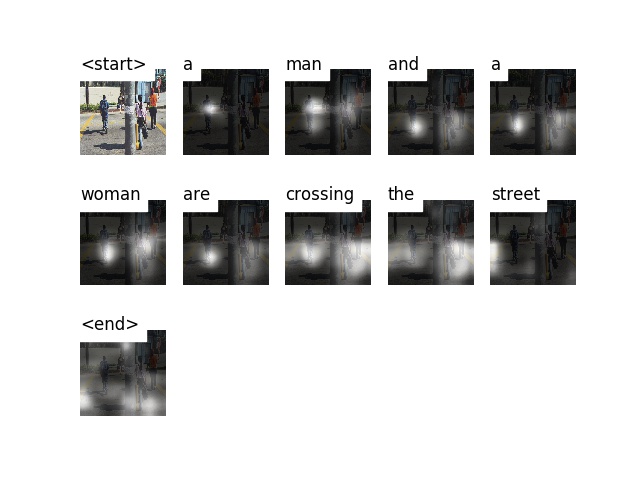 <start> a man and a
woman are crossing the street
<end>